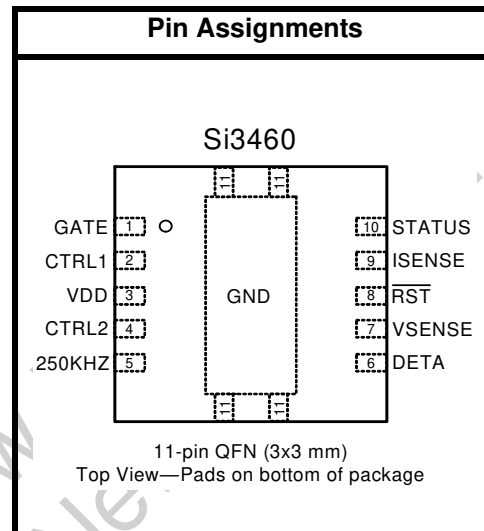 Pin Assignments
Si3460
11 11
GATE 1 10 STATUS
CTRL1 2 9 ISENSE
VDD 3 GND 8 RST
CTRL2 4 7 VSENSE
250KHZ 5 6 DETA
11 11
11-pin QFN (3x3 mm)
Top View—Pads on bottom of package